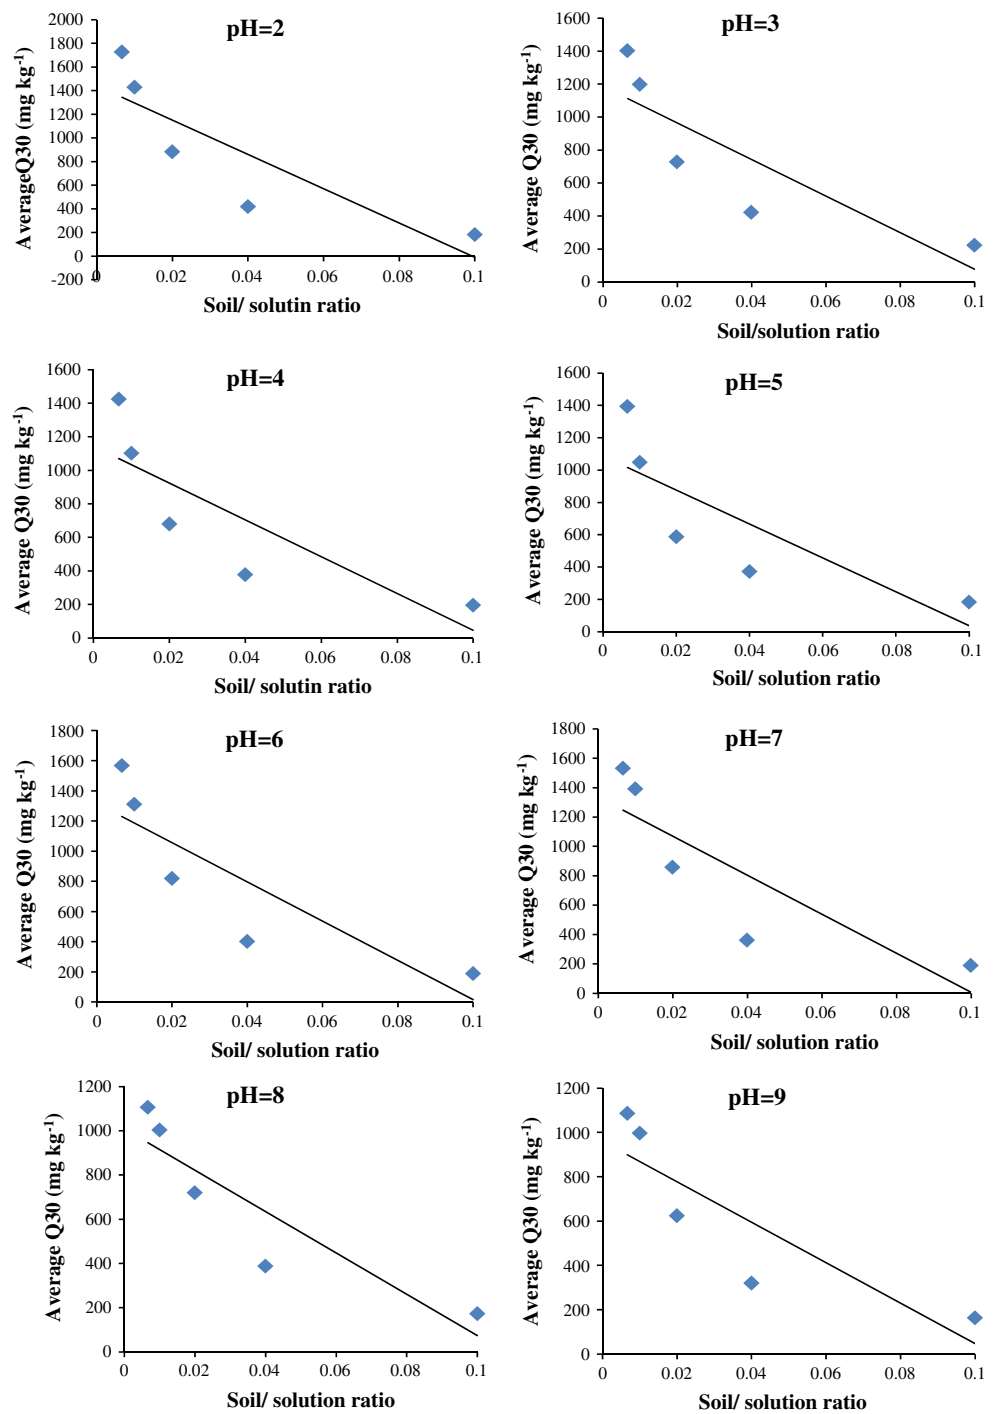 pH=2
AverageQ30 (mg kg-1)
2000
1800
1600
1400
1200
1000
800
600
400
200
0
-200
0 0.02 0.04 0.06 0.08 0.1
Soil/ solutin ratio
pH=3
Average Q30 (mg kg-1)
1600
1400
1200
1000
800
600
400
200
0
0 0.02 0.04 0.06 0.08 0.1
Soil/solution ratio
pH=4
Average Q30 (mg kg-1)
1600
1400
1200
1000
800
600
400
200
0
0 0.02 0.04 0.06 0.08 0.1
Soil/ solutin ratio
pH=5
Average Q30 (mg kg-1)
1600
1400
1200
1000
800
600
400
200
0
0 0.02 0.04 0.06 0.08 0.1
Soil/ solution ratio
pH=6
Average Q30 (mg kg-1)
1800
1600
1400
1200
1000
800
600
400
200
0
0 0.02 0.04 0.06 0.08 0.1
Soil/ solution ratio
pH=7
Average Q30 (mg kg-1)
1800
1600
1400
1200
1000
800
600
400
200
0
0 0.02 0.04 0.06 0.08 0.1
Soil/ solution ratio
pH=8
Average Q30 (mg kg-1)
1200
1000
800
600
400
200
0
0 0.02 0.04 0.06 0.08 0.1
Soil/ solution ratio
pH=9
Average Q30 (mg kg-1)
1200
1000
800
600
400
200
0
0 0.02 0.04 0.06 0.08 0.1
Soil/ solution ratio